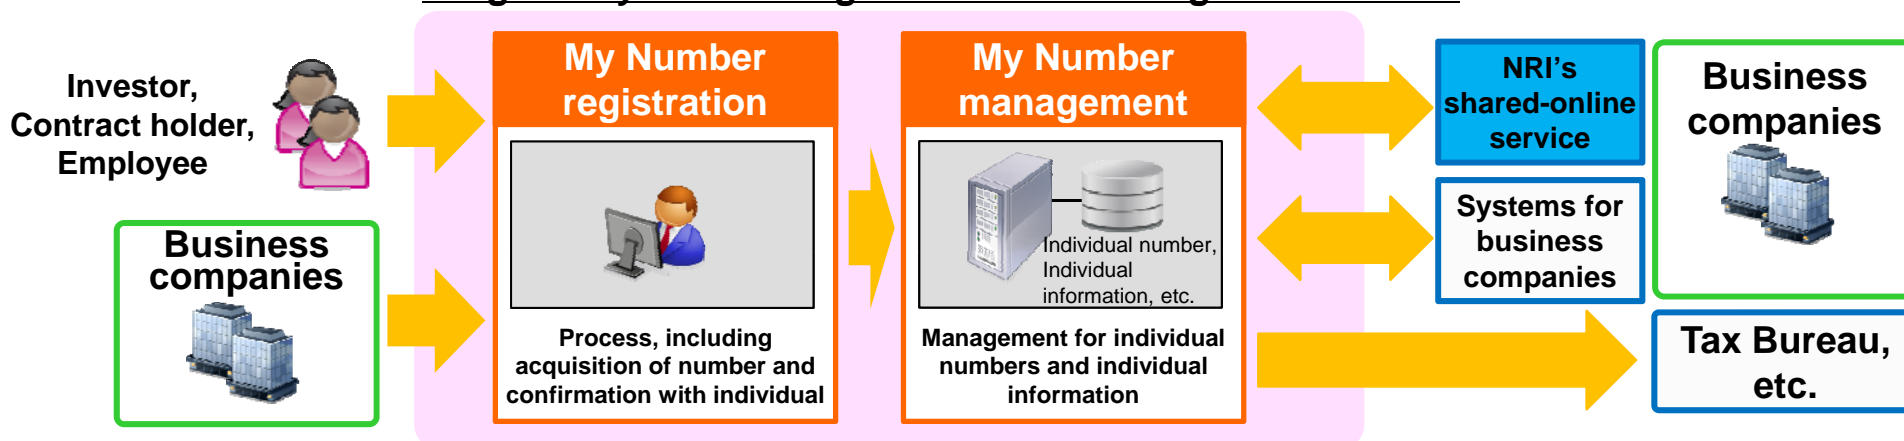 Investor,
Contract holder,
Employee
Business
companies
My Number
registration
Process, including
acquisition of number and
confirmation with individual
My Number
management
Individual number,
Individual
information, etc.
Management for individual
numbers and individual
information
NRI's
shared-online
service
Systems for
business
companies
Business
companies
Tax Bureau,
etc.